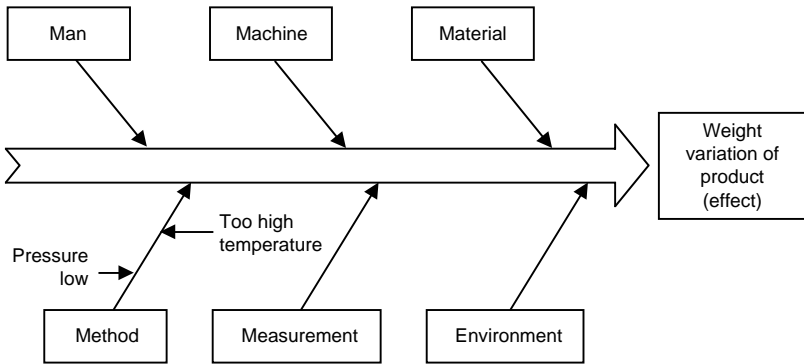 Man
Machine
Material
Weight
variation of
product
(effect)
Too high
temperature
Pressure
low
Method
Measurement
Environment